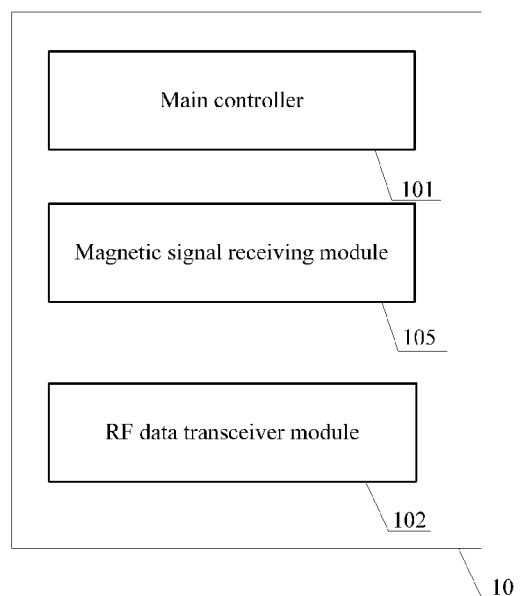 Main controller
101
Magnetic signal receiving module
105
RF data transceiver module
102
10